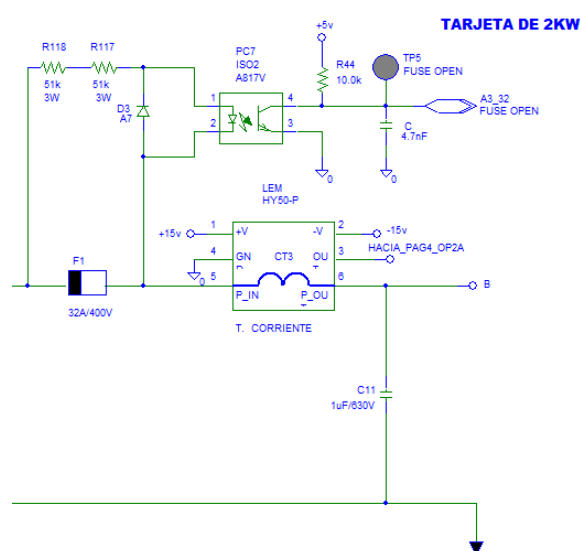 TARJETA DE 2KW
+5v
R118
R117
PC7
ISO2
A817V
R44
10.0k
TP5
FUSE OPEN
51k
3W
51k
3W
D3
A7
1
2
4
3
A3_32
FUSE OPEN
C
4.7nF
0
0
LEM
HY50-P
+15v
1
+V
-V
2
-15v
4
GN
CT3
OU
3
HACIA_PAG4_OP2A
0
F1
5
P_IN
P_OU
6
B
32A/400V
T. CORRIENTE
C11
1uF/630V